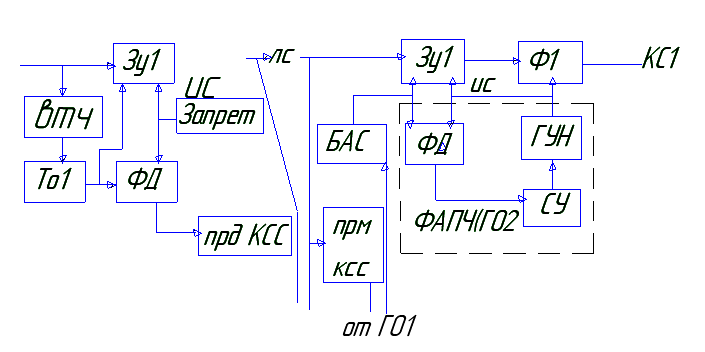 Зу1
ИС
Запрет
ВТЧ
То1
ФД
прд КСС
лс
Зу1
Ф1
КС1
ис
БАС
ФД
ГУН
СУ
ФАПЧ(ГО2
прм
ксс
от ГО1